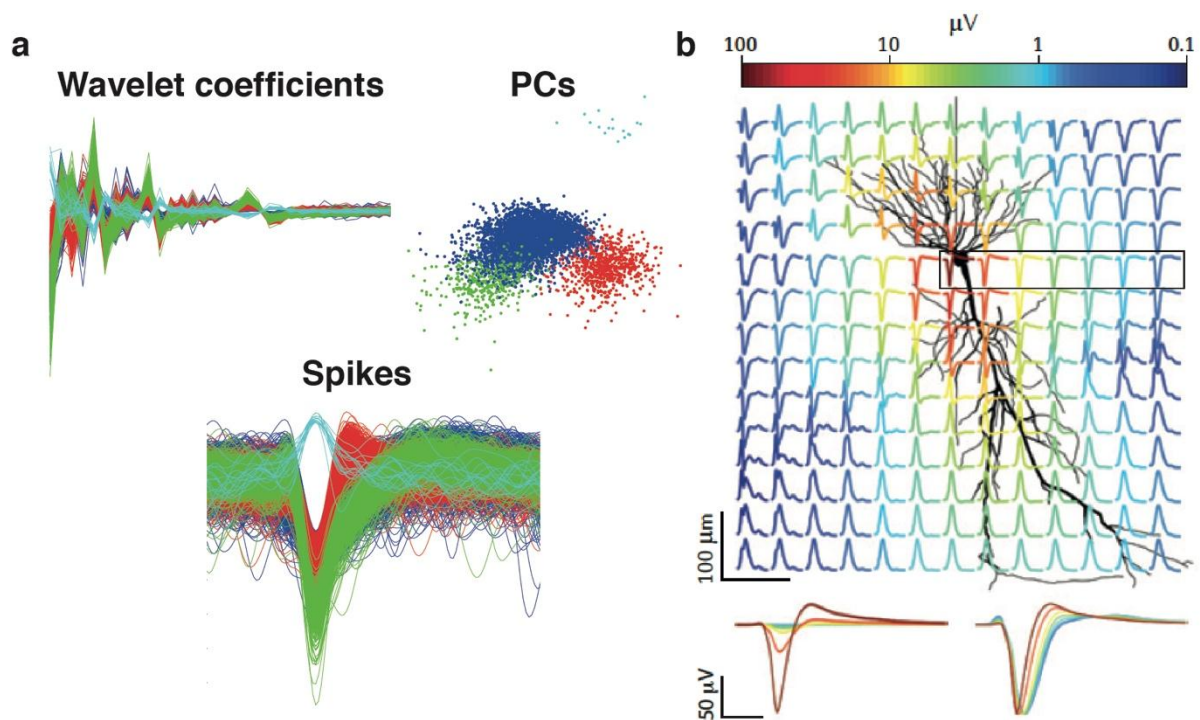 a
Wavelet coefficients
PCs
Spikes
b
µV
100
10
1
0.1
100 µm
50 µV